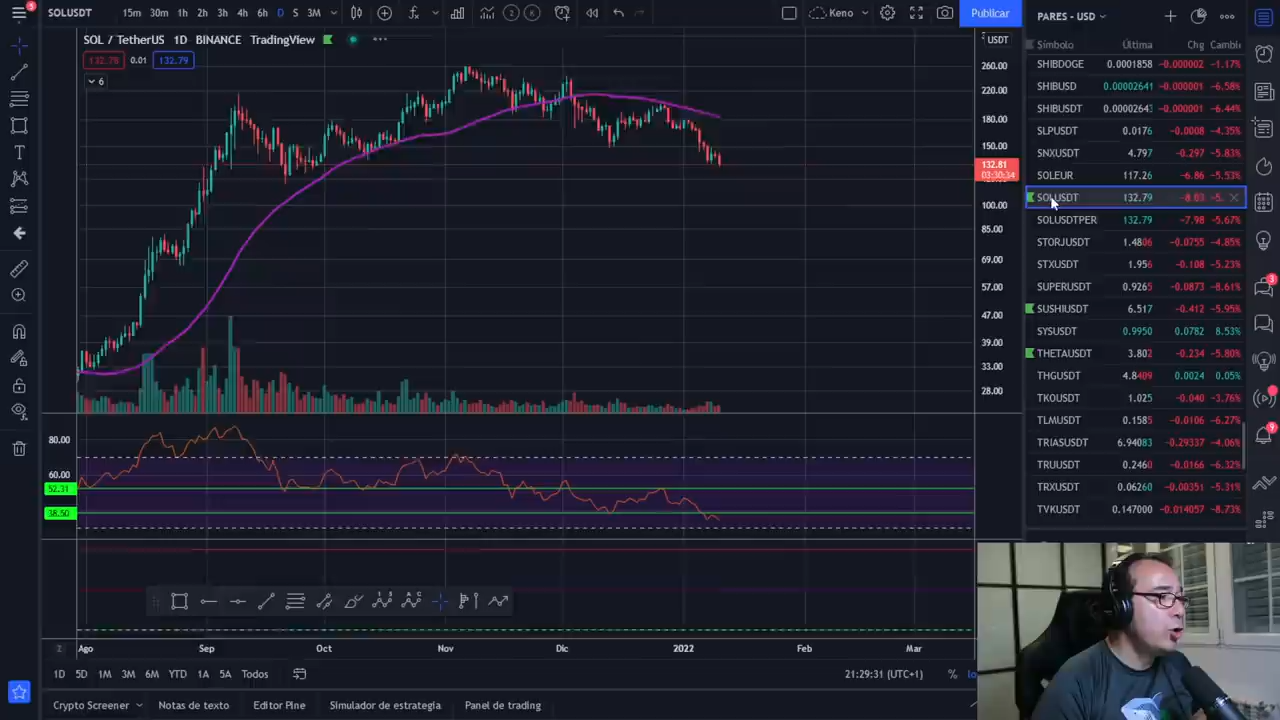 SOLUSDT 15m 30m 1h 2h 3h 4h 6h D S 3M Keno Publicar
SOL / TetherUS 1D BINANCE TradingView
132.78 0.01 132.79
6
USDT
260.00
220.00
180.00
150.00
132.81
03:30:34
100.00
85.00
69.00
57.00
47.00
39.00
33.00
28.00
80.00
60.00
52.31
38.50
2 Ago Sep Oct Nov Dic 2022 Feb Mar
1D 5D 1M 3M 6M YTD 1A 5A Todos 21:29:31 (UTC+1) %
Crypto Screener Notas de texto Editor Pine Simulador de estrategia Panel de trading
PARES - USD
Símbolo Última Chg Cambi
SHIBDOGE 0.0001858 -0.000002 -1.17%
SHIBUSD 0.00002641 -0.000001 -6.58%
SHIBUSDT 0.00002643 -0.000001 -6.44%
SLPUSDT 0.0176 -0.0008 -4.35%
SNXUSDT 4.797 -0.297 -5.83%
SOLEUR 117.26 -6.86 -5.53%
SOLUSDT 132.79 -8.03 -5.
SOLUSDTPER 132.79 -7.98 -5.67%
STORJUSDT 1.4806 -0.0755 -4.85%
STXUSDT 1.956 -0.108 -5.23%
SUPERUSDT 0.9265 -0.0873 -8.61%
SUSHIUSDT 6.517 -0.412 -5.95%
SYSUSDT 0.9950 0.0782 8.53%
THETAUSDT 3.802 -0.234 -5.80%
THGUSDT 4.8409 0.0024 0.05%
TKOUSDT 1.025 -0.040 -3.76%
TLMUSDT 0.1585 -0.0106 -6.27%
TRIASUSDT 6.94083 -0.29337 -4.06%
TRUUSDT 0.2460 -0.0166 -6.32%
TRXUSDT 0.06260 -0.00351 -5.31%
TVKUSDT 0.147000 -0.014057 -8.73%